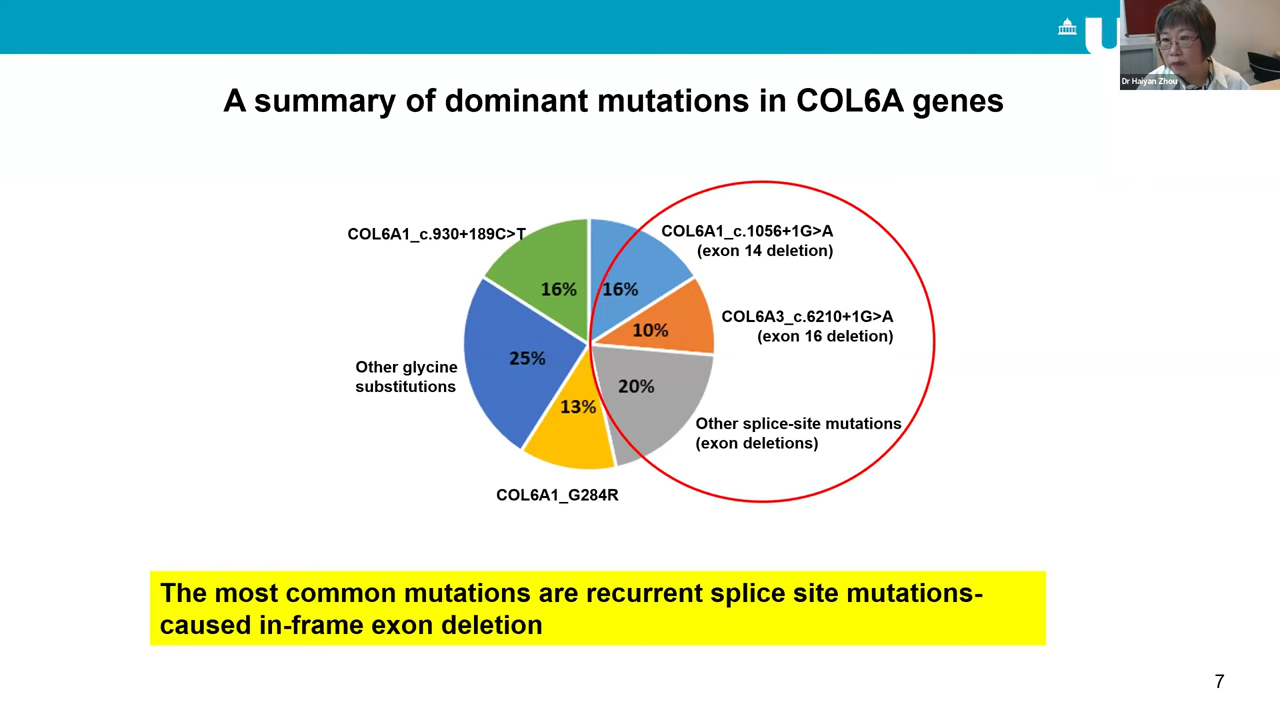 U
Dr Haiyan Zhou
A summary of dominant mutations in COL6A genes
COL6A1_c.930+189C>T
COL6A1_c.1056+1G>A
(exon 14 deletion)
16%
16%
COL6A3_c.6210+1G>A
(exon 16 deletion)
10%
Other glycine
substitutions
25%
20%
13%
Other splice-site mutations
(exon deletions)
COL6A1_G284R
The most common mutations are recurrent splice site mutations-
caused in-frame exon deletion
7